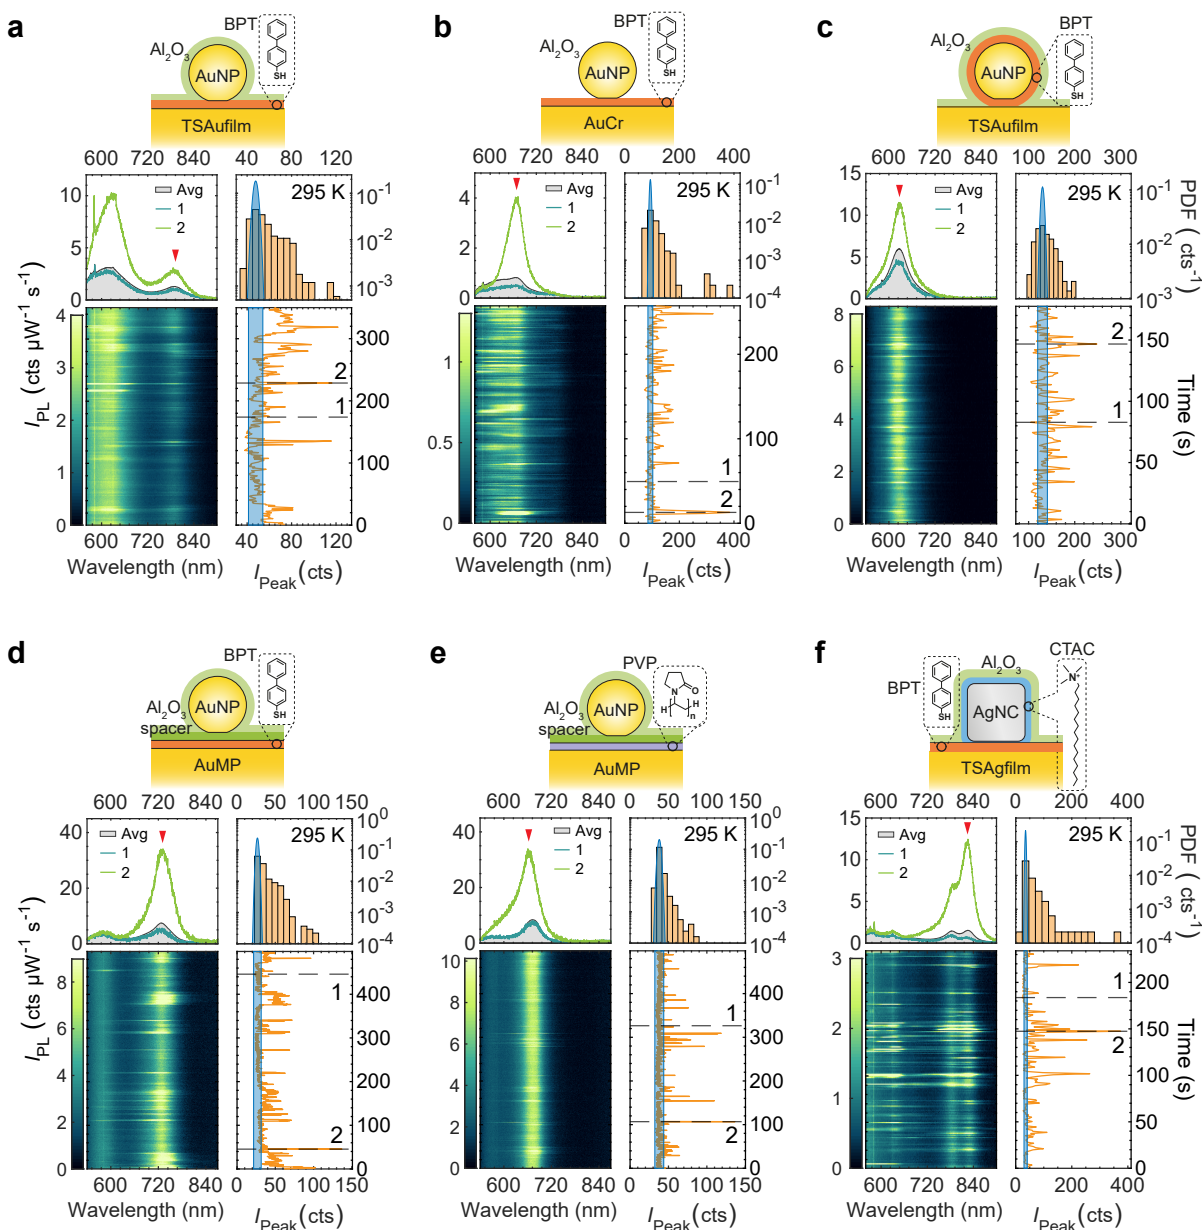 a
BPT
SH
Al2O3
AuNP
TSAufilm
600 720 840 40 80 120
10
5
0
Avg
1
2
295 K
10⁻¹
10⁻²
10⁻³
4
3
2
1
0
2
1
300
200
100
0
600 720 840 40 80 120
Wavelength (nm) IPeak (cts)
IPL (cts µW⁻¹ s⁻¹)
b
BPT
SH
Al2O3
AuNP
AuCr
600 720 840 0 200 400
4
2
0
Avg
1
2
295 K
10⁻¹
10⁻²
10⁻³
10⁻⁴
1
0.5
0
1
2
200
100
0
600 720 840 0 200 400
Wavelength (nm) IPeak (cts)
c
BPT
SH
Al2O3
AuNP
TSAufilm
600 720 840 100 200 300
15
10
5
0
Avg
1
2
295 K
10⁻¹
10⁻²
10⁻³
PDF (cts⁻¹)
8
6
4
2
0
2
1
150
100
50
0
Time (s)
600 720 840 100 200 300
Wavelength (nm) IPeak (cts)
d
BPT
SH
Al2O3
spacer
AuNP
AuMP
600 720 840 0 50 100 150
40
20
0
Avg
1
2
295 K
10⁰
10⁻¹
10⁻²
10⁻³
10⁻⁴
8
6
4
2
0
1
2
400
300
200
100
0
600 720 840 0 50 100 150
Wavelength (nm) IPeak (cts)
IPL (cts µW⁻¹ s⁻¹)
e
PVP
N
O
H
H
n
Al2O3
spacer
AuNP
AuMP
600 720 840 0 50 100 150
40
20
0
Avg
1
2
295 K
10⁰
10⁻¹
10⁻²
10⁻³
10⁻⁴
10
8
6
4
2
0
1
2
400
300
200
100
0
600 720 840 0 50 100 150
Wavelength (nm) IPeak (cts)
f
CTAC
N⁺
BPT
SH
Al2O3
AgNC
TSAgfilm
600 720 840 0 200 400
15
10
5
0
Avg
1
2
295 K
10⁻¹
10⁻²
10⁻³
10⁻⁴
PDF (cts⁻¹)
3
2
1
0
1
2
200
150
100
50
0
Time (s)
600 720 840 0 200 400
Wavelength (nm) IPeak (cts)